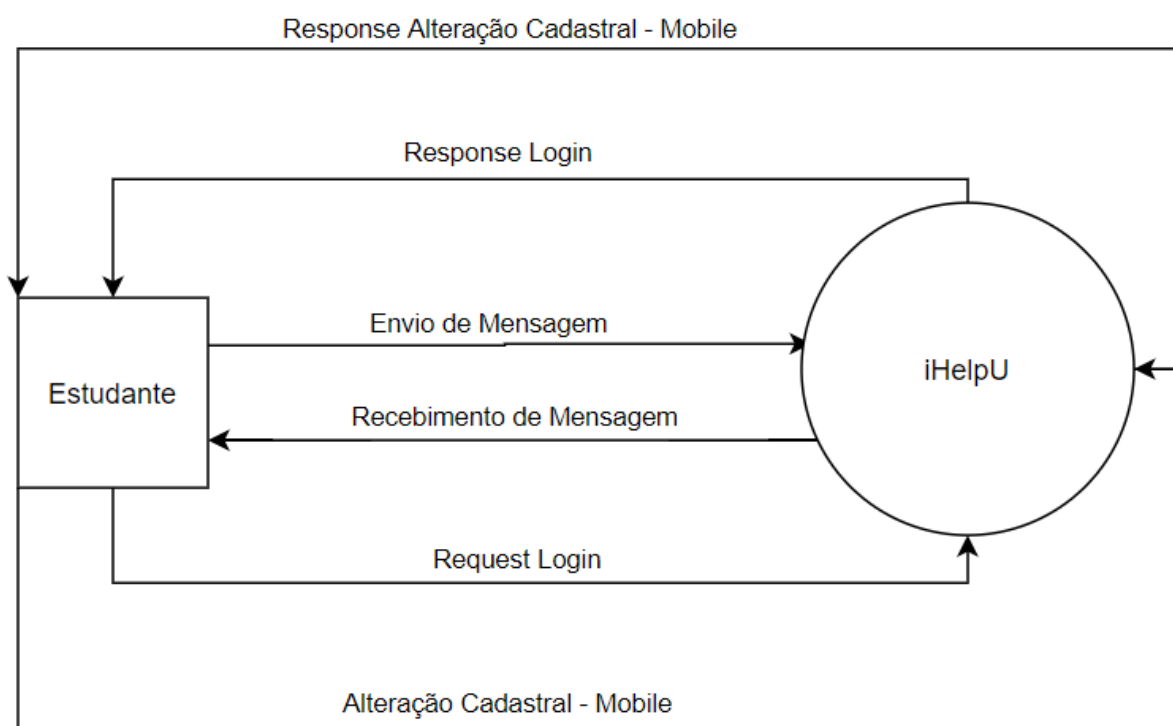 Response Alteração Cadastral - Mobile
Response Login
Envio de Mensagem
iHelpU
Estudante
Recebimento de Mensagem
Request Login
Alteração Cadastral - Mobile